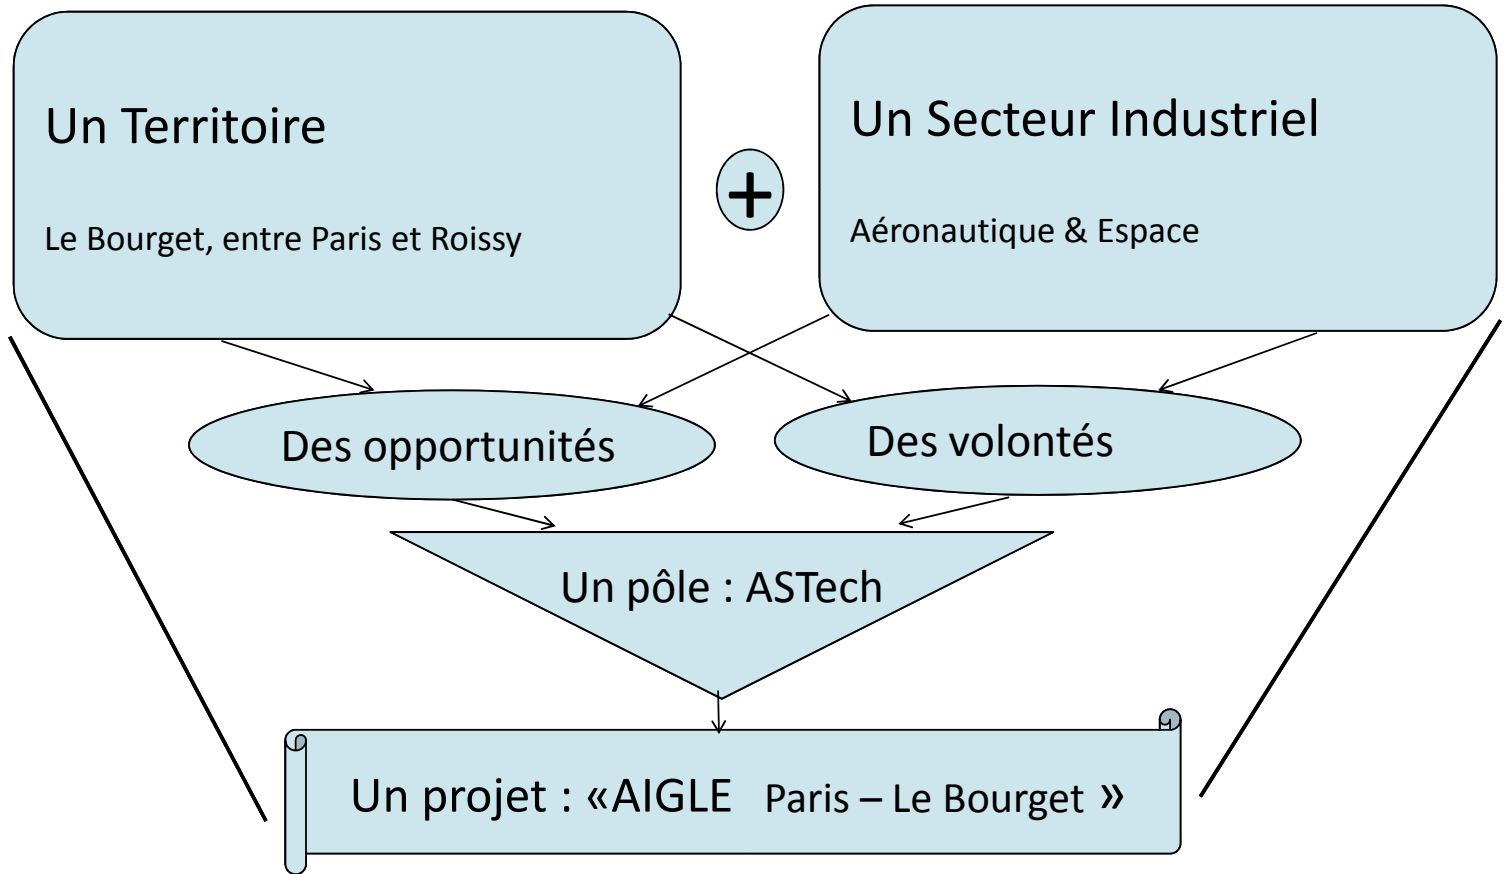 Un Territoire
Le Bourget, entre Paris et Roissy
+
Un Secteur Industriel
Aéronautique & Espace
Des opportunités
Des volontés
Un pôle : ASTech
Un projet : «AIGLE Paris – Le Bourget »